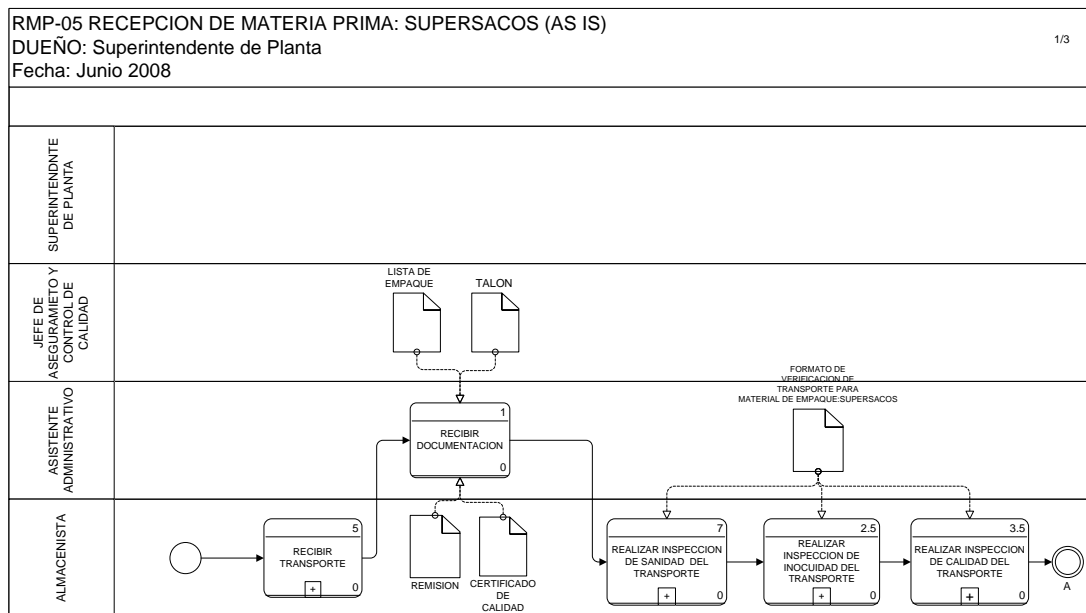 RMP-05 RECEPCION DE MATERIA PRIMA: SUPERSACOS (AS IS)
DUEÑO: Superintendente de Planta
1/3
Fecha: Junio 2008
SUPERINTENDNTE
DE PLANTA
JEFE DE
ASEGURAMIETO Y
CONTROL DE
CALIDAD
LISTA DE
EMPAQUE
TALON
ASISTENTE
ADMINISTRATIVO
1
RECIBIR
DOCUMENTACION
0
FORMATO DE
VERIFICACION DE
TRANSPORTE PARA
MATERIAL DE EMPAQUE:SUPERSACOS
ALMACENISTA
5
RECIBIR
TRANSPORTE
+
0
REMISION
CERTIFICADO
DE
CALIDAD
7
REALIZAR INSPECCION
DE SANIDAD DEL
TRANSPORTE
+
0
2.5
REALIZAR
INSPECCION DE
INOCUIDAD DEL
TRANSPORTE
+
0
3.5
REALIZAR INSPECCION
DE CALIDAD DEL
TRANSPORTE
+
0
A